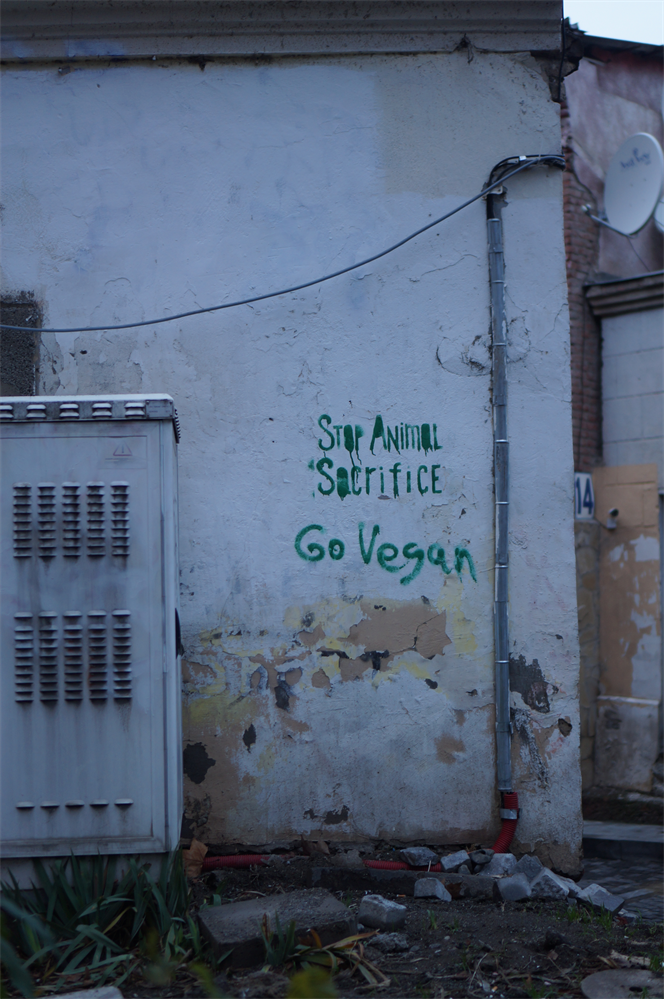 Stop Animal
Sacrifice
Go Vegan
14